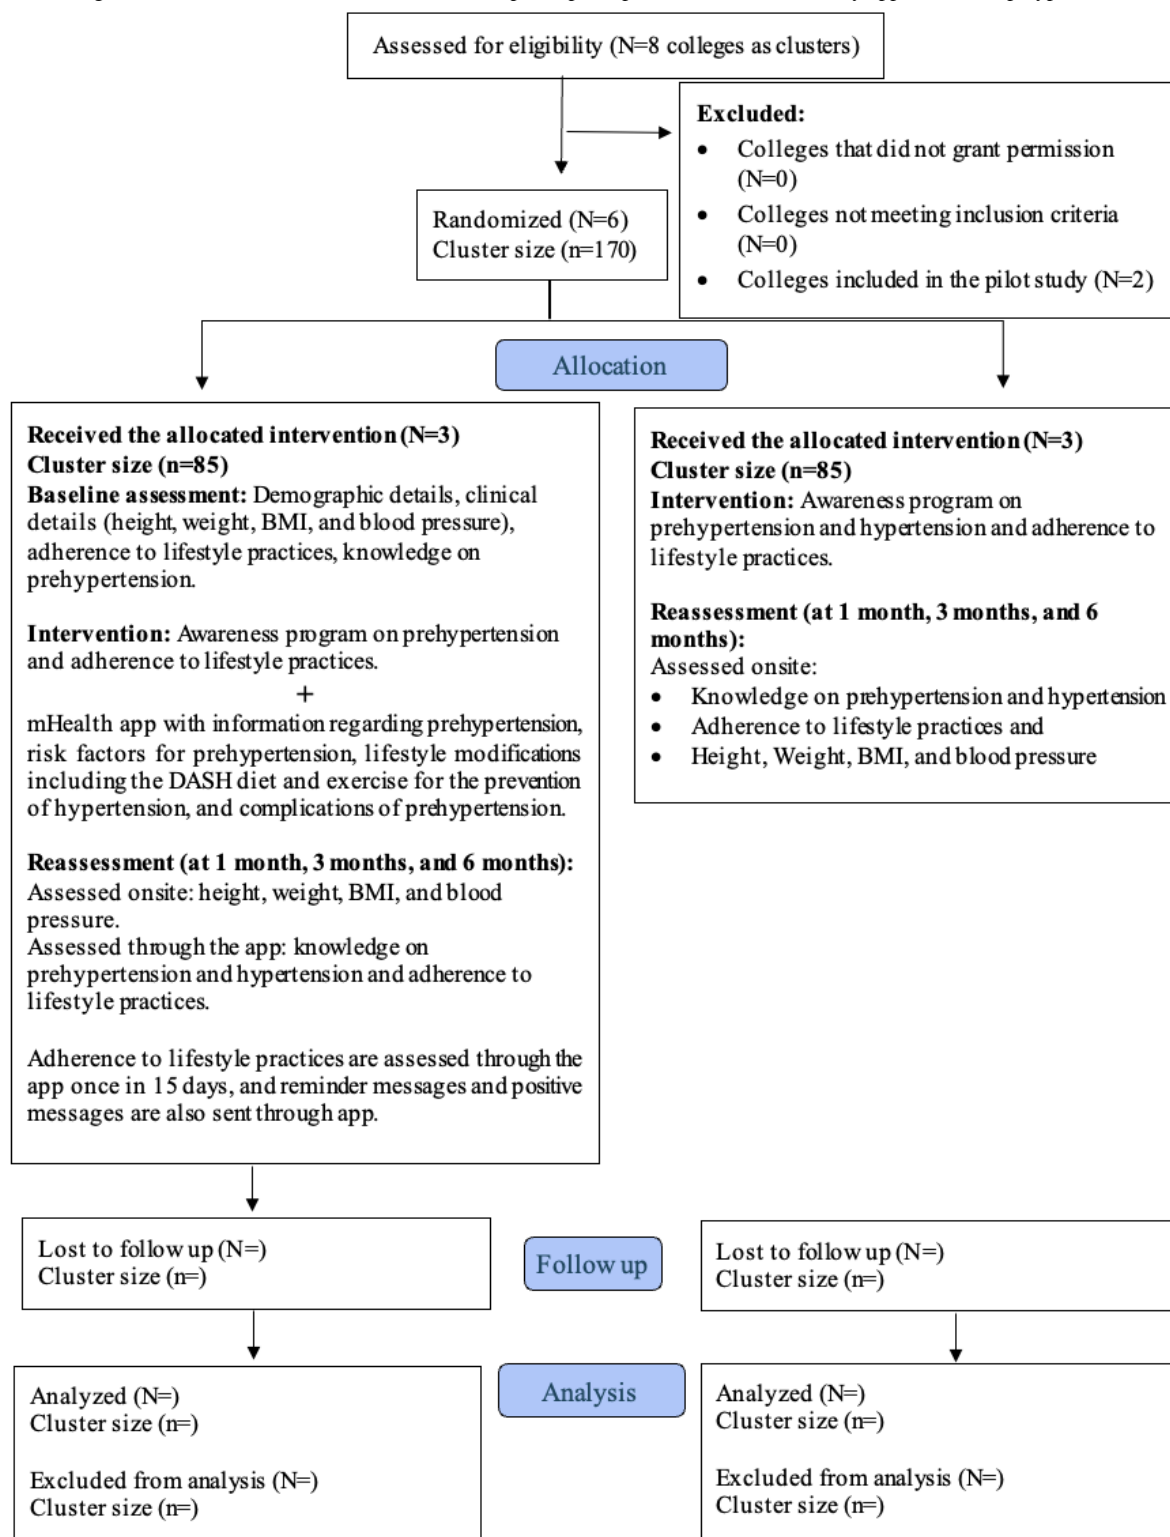 Assessed for eligibility (N=8 colleges as clusters)
Excluded:
• Colleges that did not grant permission
(N=0)
• Colleges not meeting inclusion criteria
(N=0)
• Colleges included in the pilot study (N=2)
Randomized (N=6)
Cluster size (n=170)
Allocation
Received the allocated intervention (N=3)
Cluster size (n=85)
Baseline assessment: Demographic details, clinical
details (height, weight, BMI, and blood pressure),
adherence to lifestyle practices, knowledge on
prehypertension.
Intervention: Awareness program on prehypertension
and adherence to lifestyle practices.
+
mHealth app with information regarding prehypertension,
risk factors for prehypertension, lifestyle modifications
including the DASH diet and exercise for the prevention
of hypertension, and complications of prehypertension.
Reassessment (at 1 month, 3 months, and 6 months):
Assessed onsite: height, weight, BMI, and blood
pressure.
Assessed through the app: knowledge on
prehypertension and hypertension and adherence to
lifestyle practices.
Adherence to lifestyle practices are assessed through the
app once in 15 days, and reminder messages and positive
messages are also sent through app.
Received the allocated intervention (N=3)
Cluster size (n=85)
Intervention: Awareness program on
prehypertension and hypertension and adherence to
lifestyle practices.
Reassessment (at 1 month, 3 months, and 6
months):
Assessed onsite:
• Knowledge on prehypertension and hypertension
• Adherence to lifestyle practices and
• Height, Weight, BMI, and blood pressure
Lost to follow up (N=)
Cluster size (n=)
Follow up
Lost to follow up (N=)
Cluster size (n=)
Analyzed (N=)
Cluster size (n=)
Excluded from analysis (N=)
Cluster size (n=)
Analysis
Analyzed (N=)
Cluster size (n=)
Excluded from analysis (N=)
Cluster size (n=)